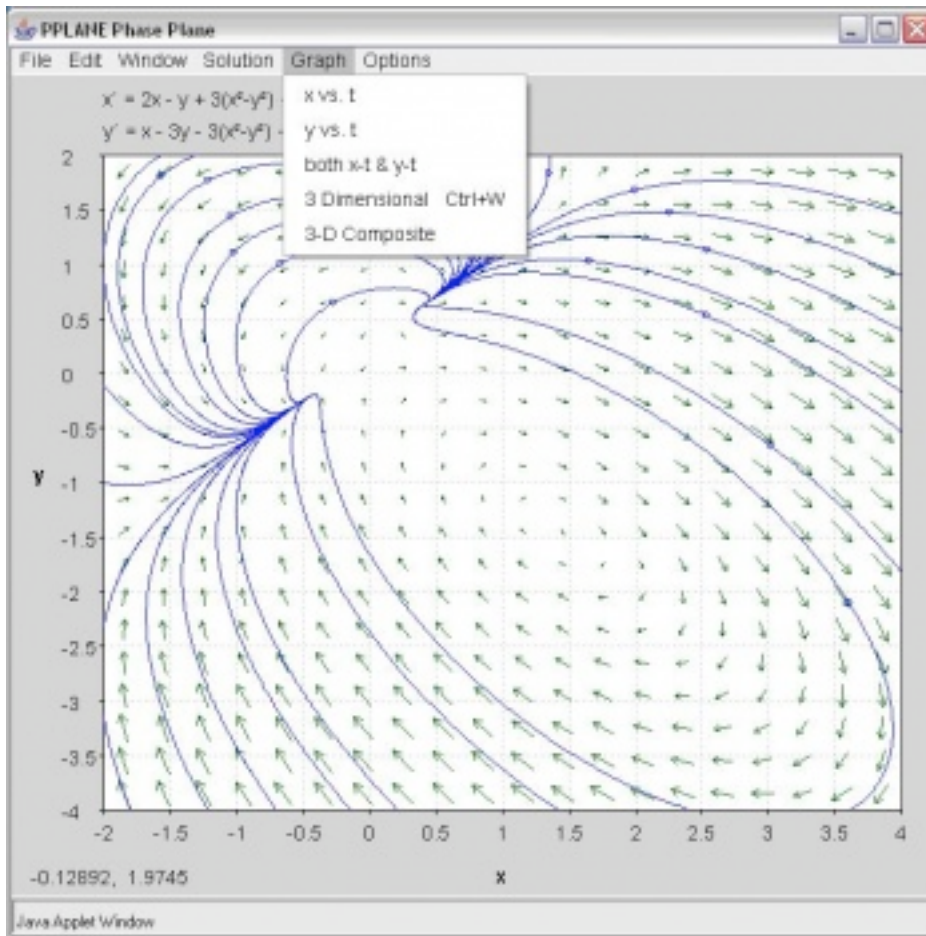 PPLANE Phase Plane
File Edit Window Solution Graph Options
x vs. t
y vs. t
both x-t & y-t
3 Dimensional Ctrl+W
3-D Composite
x' = 2x - y + 3(x²-y²) -
y' = x - 3y - 3(x²-y²) -
2
1.5
1
0.5
0
-0.5
-1
-1.5
-2
-2.5
-3
-3.5
-4
y
-2 -1.5 -1 -0.5 0 0.5 1 1.5 2 2.5 3 3.5 4
-0.12892, 1.9745
x
Java Applet Window